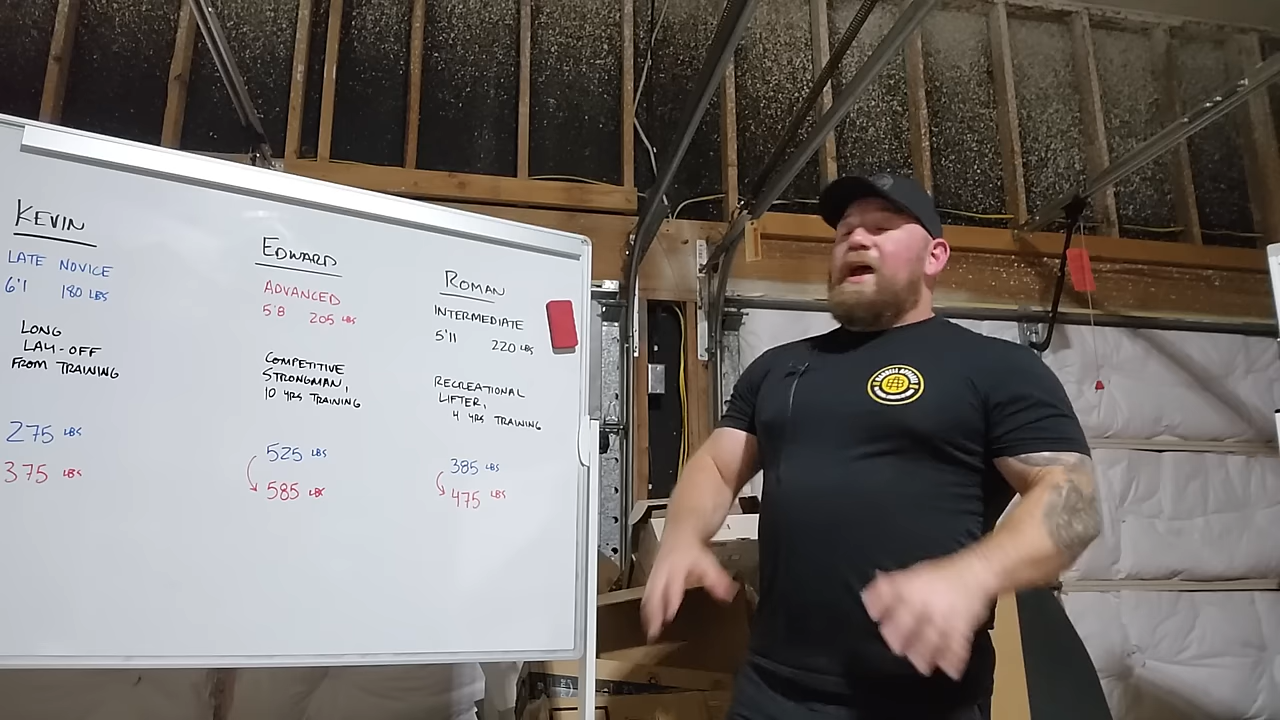 KEVIN
LATE NOVICE
6'1 180 LBS
LONG
LAY-OFF
FROM TRAINING
275 LBS
375 LBS
EDWARD
ADVANCED
5'8 205 LBS
COMPETITIVE
STRONGMAN,
10 YRS TRAINING
525 LBS
585 LBS
ROMAN
INTERMEDIATE
5'11 220 LBS
RECREATIONAL
LIFTER,
4 YRS TRAINING
385 LBS
475 LBS